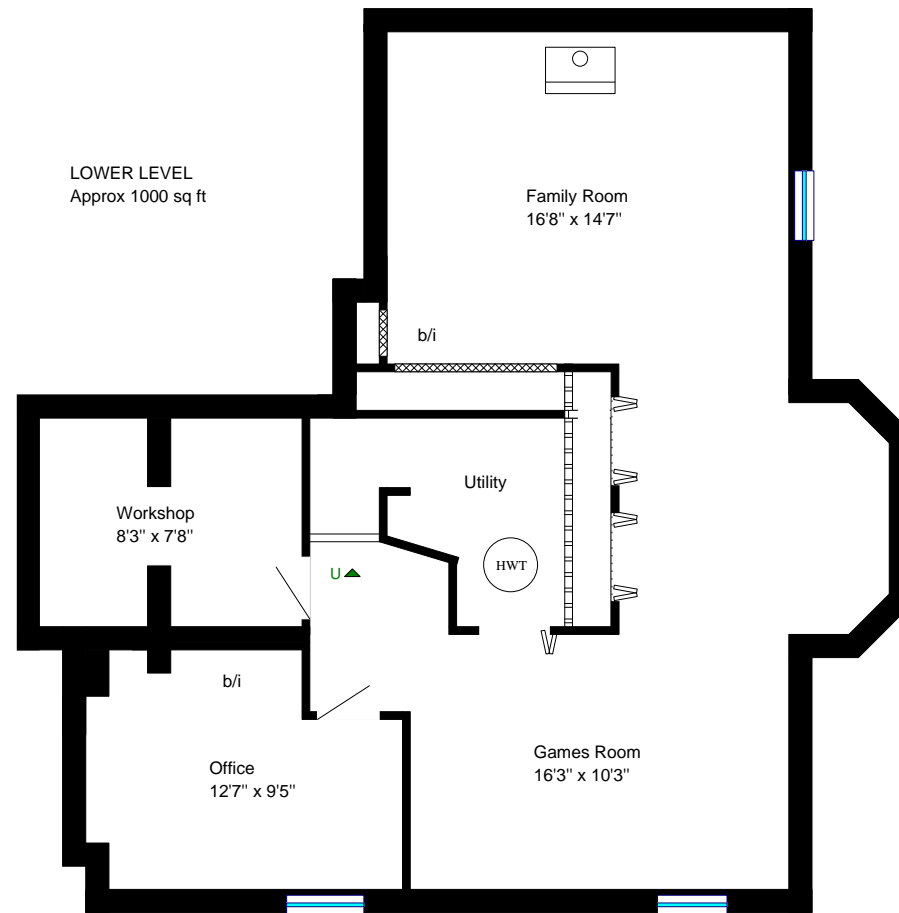 LOWER LEVEL
Approx 1000 sq ft
Family Room
16'8" x 14'7"
b/i
Utility
Workshop
8'3" x 7'8"
HWT
U
b/i
Games Room
16'3" x 10'3"
Office
12'7" x 9'5"